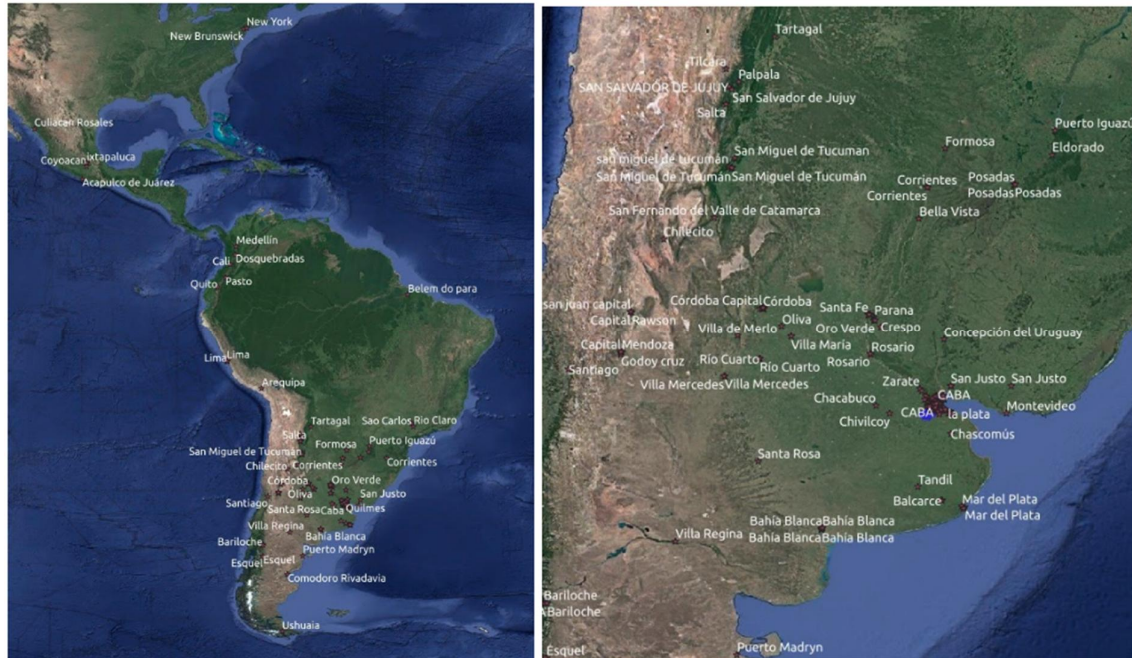 New York
New Brunswick
Culiacan Rosales
Coyoacan Ixtapaluca
Acapulco de Juárez
Medellín
Dosquebradas
Cali
Quito Pasto
Belem do para
Lima Lima
Arequipa
Tartagal Sao Carlos Rio Claro
Salta Formosa Puerto Iguazú
San Miguel de Tucumán
Chilecito Corrientes Corrientes
Córdoba Oro Verde
Oliva San Justo
Santiago Santa Rosa Caba Quilmes
Villa Regina
Bahía Blanca
Bariloche
Puerto Madryn
Esquel Esquel
Comodoro Rivadavia
Ushuaia
Tartagal
Tilcara
Palpala
SAN SALVADOR DE JUJUY
San Salvador de Jujuy
Salta
Puerto Iguazú
Formosa
Eldorado
San Miguel de Tucuman
san miguel de tucumán
San Miguel de Tucumán San Miguel de Tucumán
Posadas
Corrientes
Corrientes
Posadas Posadas
San Fernando del Valle de Catamarca
Bella Vista
Chilecito
san juan capital
Córdoba Capital Córdoba
Santa Fe Parana
Capital Rawson
Oliva
Villa de Merlo
Oro Verde Crespo
Concepción del Uruguay
Capital Mendoza
Villa Maria
Rosario
Godoy cruz
Río Cuarto
Rosario
Santiago
Río Cuarto
Villa Mercedes Villa Mercedes
Zarate
San Justo San Justo
Chacabuco
CABA
CABA
la plata
Montevideo
Chivilcoy
Chascomús
Santa Rosa
Tandil
Balcarce
Mar del Plata
Mar del Plata
Bahía Blanca Bahía Blanca
Villa Regina
Bahía Blanca Bahía Blanca
Bariloche
Bariloche
Esquel
Puerto Madryn